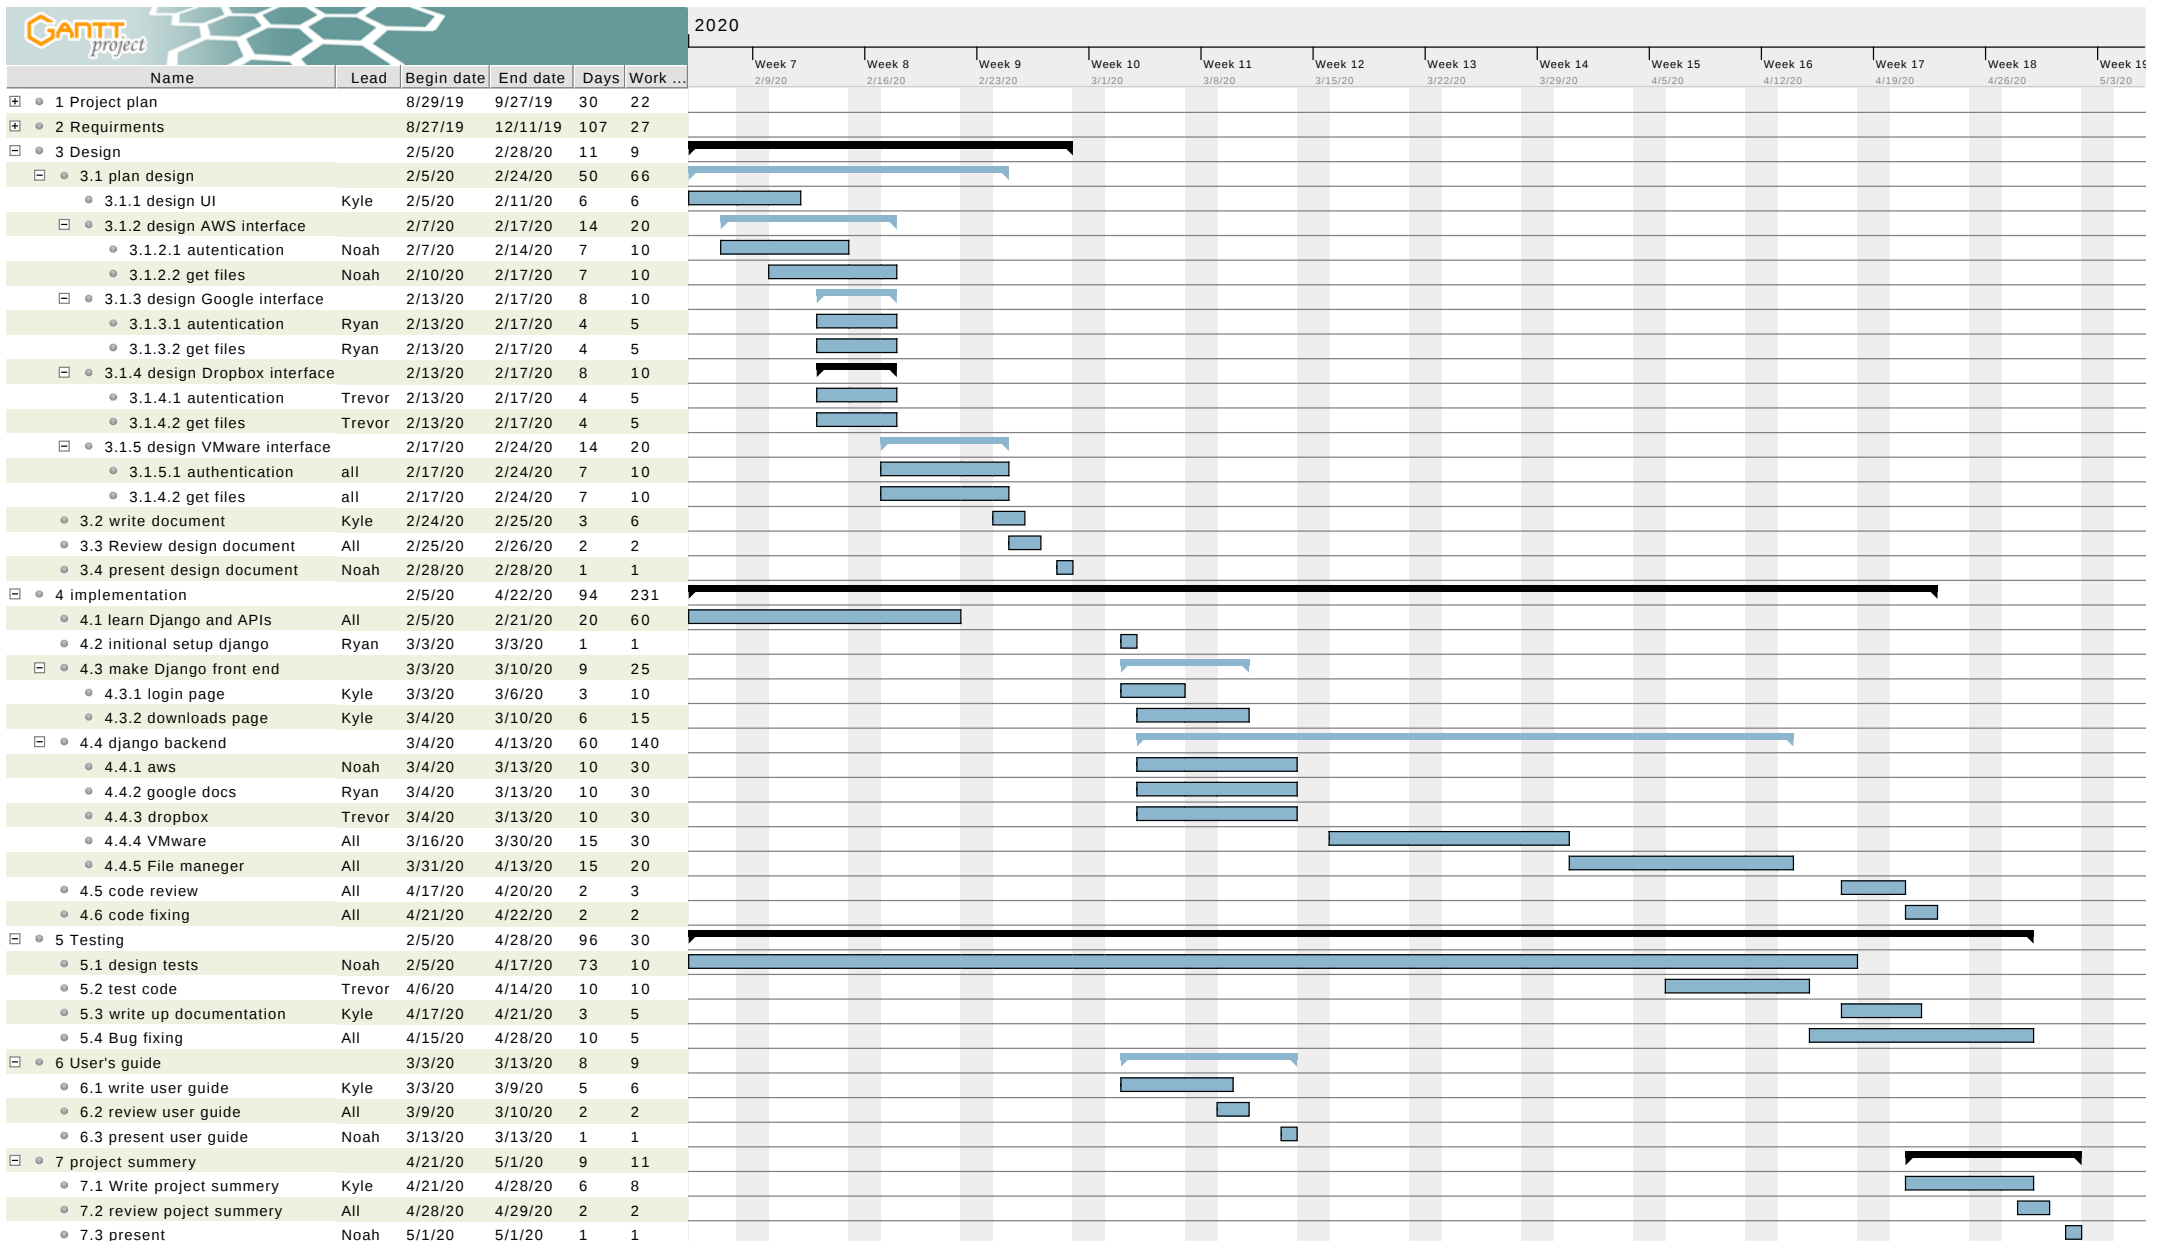 GANTT
project
2020
Week 7 Week 8 Week 9 Week 10 Week 11 Week 12 Week 13 Week 14 Week 15 Week 16 Week 17 Week 18 Week 19
2/9/20 2/16/20 2/23/20 3/1/20 3/8/20 3/15/20 3/22/20 3/29/20 4/5/20 4/12/20 4/19/20 4/26/20 5/3/20
Name Lead Begin date End date Days Work ...
1 Project plan 8/29/19 9/27/19 30 22
2 Requirments 8/27/19 12/11/19 107 27
3 Design 2/5/20 2/28/20 11 9
3.1 plan design 2/5/20 2/24/20 50 66
3.1.1 design UI Kyle 2/5/20 2/11/20 6 6
3.1.2 design AWS interface 2/7/20 2/17/20 14 20
3.1.2.1 autentication Noah 2/7/20 2/14/20 7 10
3.1.2.2 get files Noah 2/10/20 2/17/20 7 10
3.1.3 design Google interface 2/13/20 2/17/20 8 10
3.1.3.1 autentication Ryan 2/13/20 2/17/20 4 5
3.1.3.2 get files Ryan 2/13/20 2/17/20 4 5
3.1.4 design Dropbox interface 2/13/20 2/17/20 8 10
3.1.4.1 autentication Trevor 2/13/20 2/17/20 4 5
3.1.4.2 get files Trevor 2/13/20 2/17/20 4 5
3.1.5 design VMware interface 2/17/20 2/24/20 14 20
3.1.5.1 authentication all 2/17/20 2/24/20 7 10
3.1.4.2 get files all 2/17/20 2/24/20 7 10
3.2 write document Kyle 2/24/20 2/25/20 3 6
3.3 Review design document All 2/25/20 2/26/20 2 2
3.4 present design document Noah 2/28/20 2/28/20 1 1
4 implementation 2/5/20 4/22/20 94 231
4.1 learn Django and APIs All 2/5/20 2/21/20 20 60
4.2 initional setup django Ryan 3/3/20 3/3/20 1 1
4.3 make Django front end 3/3/20 3/10/20 9 25
4.3.1 login page Kyle 3/3/20 3/6/20 3 10
4.3.2 downloads page Kyle 3/4/20 3/10/20 6 15
4.4 django backend 3/4/20 4/13/20 60 140
4.4.1 aws Noah 3/4/20 3/13/20 10 30
4.4.2 google docs Ryan 3/4/20 3/13/20 10 30
4.4.3 dropbox Trevor 3/4/20 3/13/20 10 30
4.4.4 VMware All 3/16/20 3/30/20 15 30
4.4.5 File maneger All 3/31/20 4/13/20 15 20
4.5 code review All 4/17/20 4/20/20 2 3
4.6 code fixing All 4/21/20 4/22/20 2 2
5 Testing 2/5/20 4/28/20 96 30
5.1 design tests Noah 2/5/20 4/17/20 73 10
5.2 test code Trevor 4/6/20 4/14/20 10 10
5.3 write up documentation Kyle 4/17/20 4/21/20 3 5
5.4 Bug fixing All 4/15/20 4/28/20 10 5
6 User's guide 3/3/20 3/13/20 8 9
6.1 write user guide Kyle 3/3/20 3/9/20 5 6
6.2 review user guide All 3/9/20 3/10/20 2 2
6.3 present user guide Noah 3/13/20 3/13/20 1 1
7 project summery 4/21/20 5/1/20 9 11
7.1 Write project summery Kyle 4/21/20 4/28/20 6 8
7.2 review poject summery All 4/28/20 4/29/20 2 2
7.3 present Noah 5/1/20 5/1/20 1 1